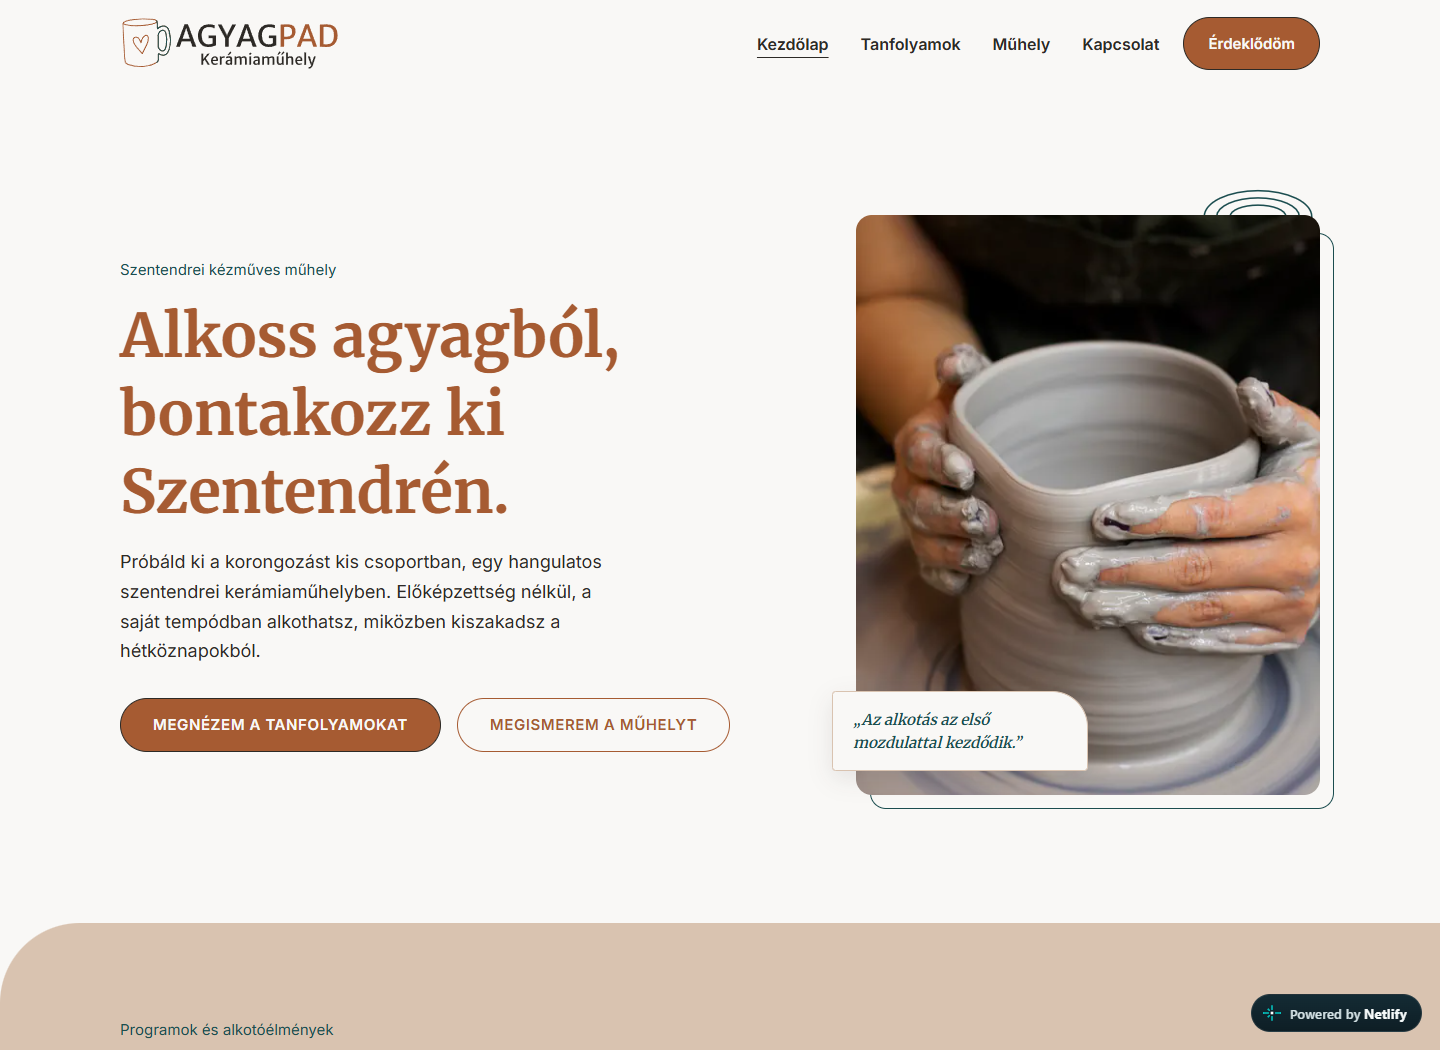 AGYAGPAD
Kerámiaműhely
Kezdőlap
Tanfolyamok
Műhely
Kapcsolat
Érdeklődöm
Szentendrei kézműves műhely
Alkoss agyagból,
bontakozz ki
Szentendrén.
Próbáld ki a korongozást kis csoportban, egy hangulatos
szentendrei kerámiaműhelyben. Előképzettség nélkül, a
saját tempódban alkothatsz, miközben kiszakadsz a
hétköznapokból.
MEGNÉZEM A TANFOLYAMOKAT
MEGISMEREM A MŰHELYT
„Az alkotás az első
mozdulattal kezdődik.”
Programok és alkotóélmények
Powered by Netlify